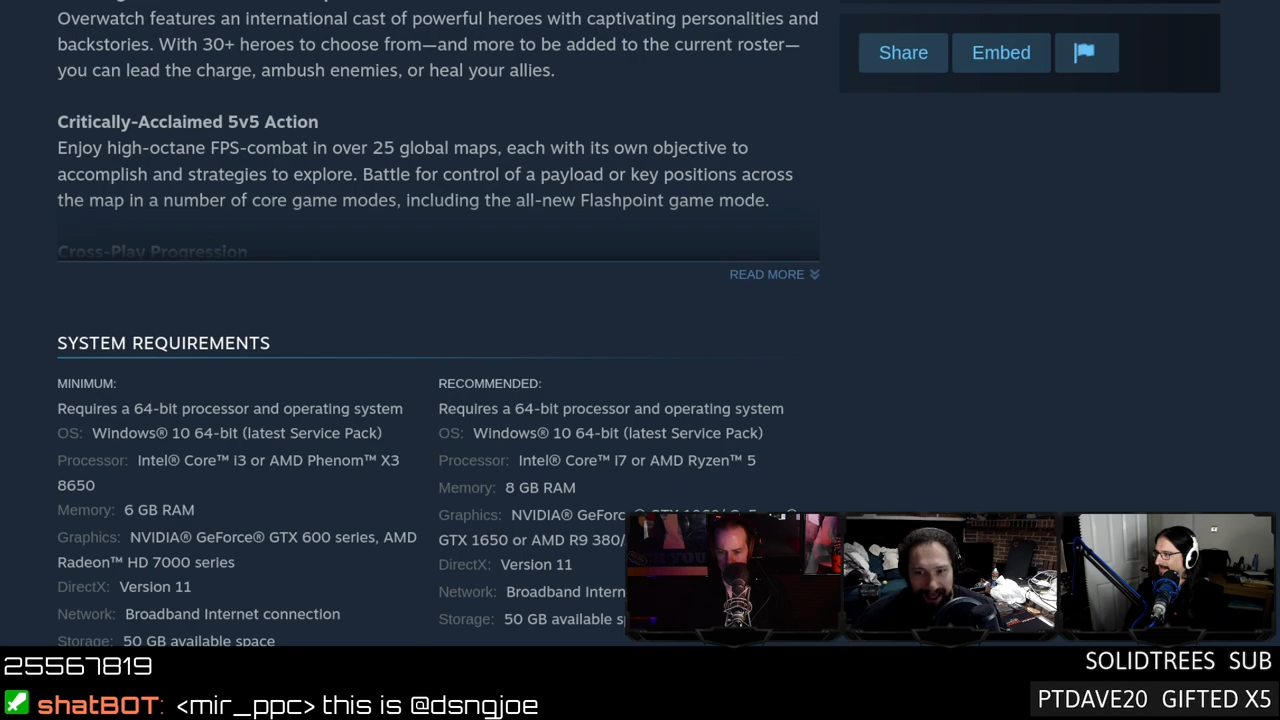 Overwatch features an international cast of powerful heroes with captivating personalities and
backstories. With 30+ heroes to choose from—and more to be added to the current roster—
you can lead the charge, ambush enemies, or heal your allies.
Critically-Acclaimed 5v5 Action
Enjoy high-octane FPS-combat in over 25 global maps, each with its own objective to
accomplish and strategies to explore. Battle for control of a payload or key positions across
the map in a number of core game modes, including the all-new Flashpoint game mode.
Cross-Play Progression
READ MORE
Share
Embed
SYSTEM REQUIREMENTS
MINIMUM:
Requires a 64-bit processor and operating system
OS: Windows® 10 64-bit (latest Service Pack)
Processor: Intel® Core™ i3 or AMD Phenom™ X3
8650
Memory: 6 GB RAM
Graphics: NVIDIA® GeForce® GTX 600 series, AMD
Radeon™ HD 7000 series
DirectX: Version 11
Network: Broadband Internet connection
Storage: 50 GB available space
RECOMMENDED:
Requires a 64-bit processor and operating system
OS: Windows® 10 64-bit (latest Service Pack)
Processor: Intel® Core™ i7 or AMD Ryzen™ 5
Memory: 8 GB RAM
Graphics: NVIDIA® GeForc
GTX 1650 or AMD R9 380/
DirectX: Version 11
Network: Broadband Intern
Storage: 50 GB available s
25567819
shatBOT: <mir_ppc> this is @dsngjoe
SOLIDTREES SUB
PTDAVE20 GIFTED X5